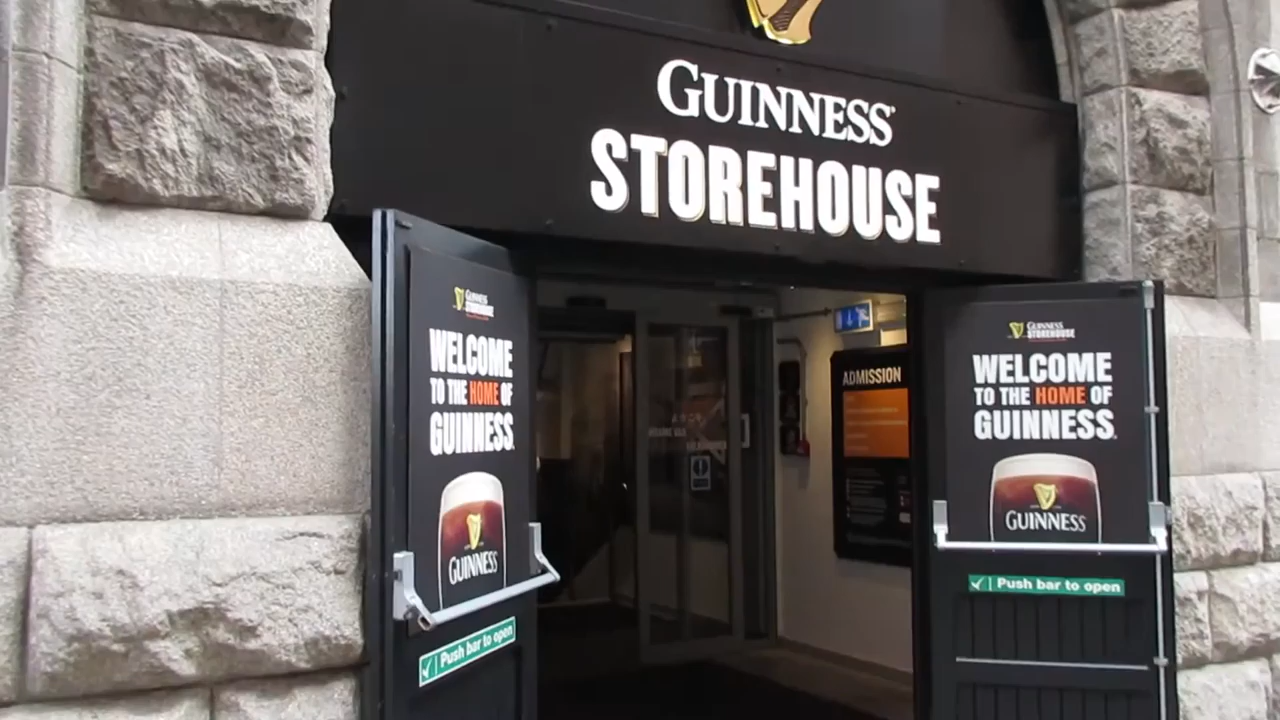 GUINNESS
STOREHOUSE
GUINNESS
STOREHOUSE
WELCOME
TO THE HOME OF
GUINNESS
GUINNESS
Push bar to open
ADMISSION
GUINNESS
STOREHOUSE
WELCOME
TO THE HOME OF
GUINNESS
GUINNESS
Push bar to open